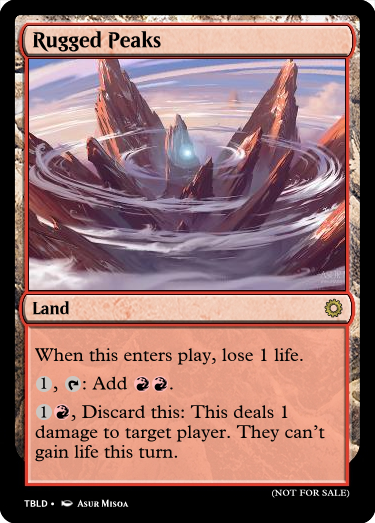 Rugged Peaks
Land
When this enters play, lose 1 life.
1, : Add .
1 , Discard this: This deals 1
damage to target player. They can't
gain life this turn.
(NOT FOR SALE)
TBLD • Asur Misoa